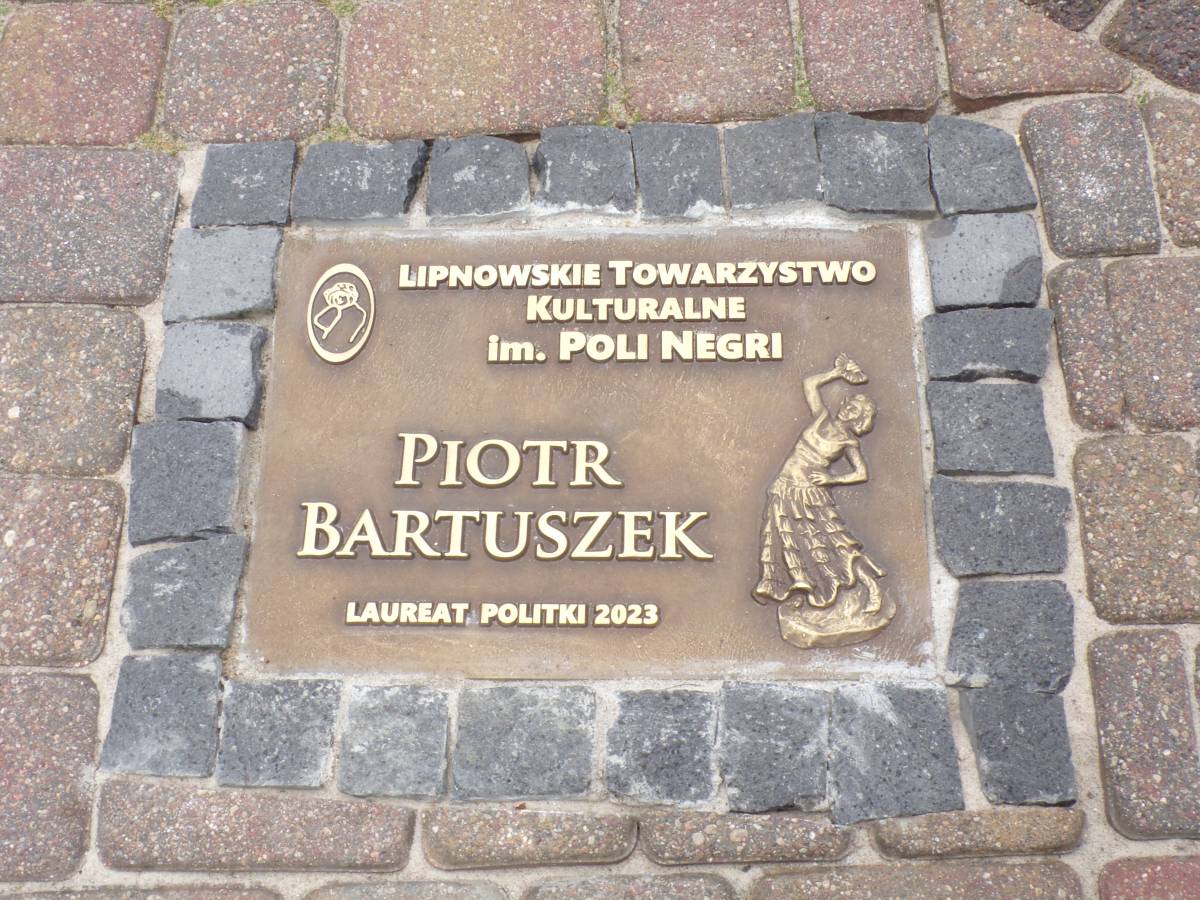 LIPNOWSKIE TOWARZYSTWO
KULTURALNE
im. POLI NEGRI
PIOTR
BARTUSZEK
LAUREAT POLITKI 2023